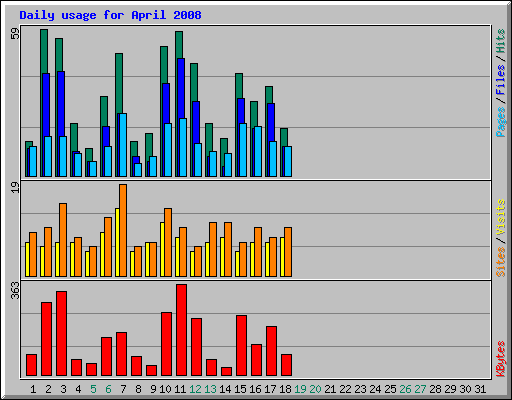 Daily usage for April 2008
59
Pages/Files/Hits
19
Sites/Visits
363
KBytes
1 2 3 4 5 6 7 8 9 10 11 12 13 14 15 16 17 18 19 20 21 22 23 24 25 26 27 28 29 30 31